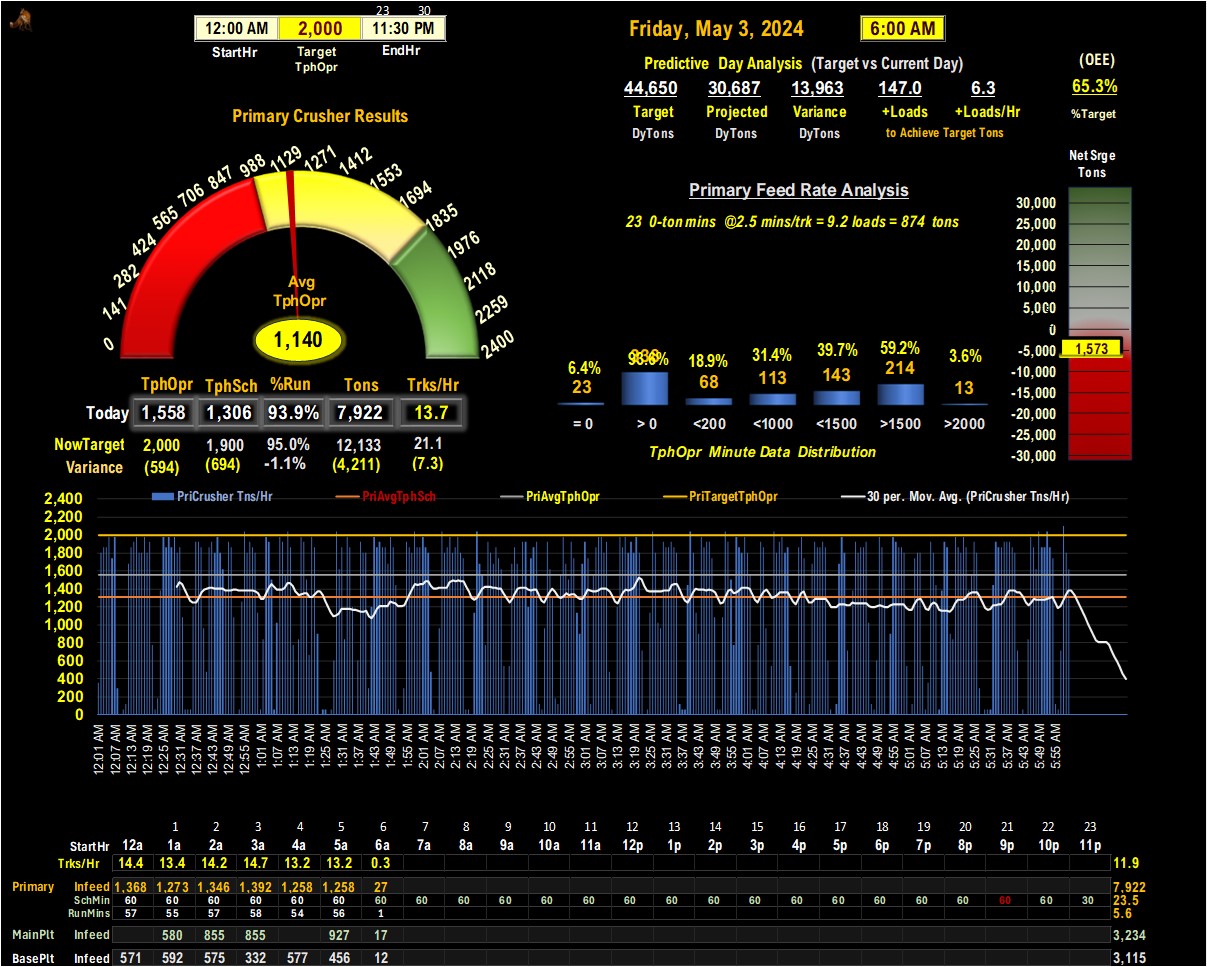 23 30
12:00 AM 2,000 11:30 PM
StartHr Target TphOpr EndHr
Friday, May 3, 2024 6:00 AM
Predictive Day Analysis (Target vs Current Day)
44,650 30,687 13,963 147.0 6.3
Target Projected Variance +Loads +Loads/Hr
DyTons DyTons DyTons to Achieve Target Tons
(OEE)
65.3%
%Target
Primary Crusher Results
0 141 282 424 565 706 847 988 1129 1271 1412 1553 1694 1835 1976 2118 2259 2400
Avg
TphOpr
1,140
TphOpr TphSch %Run Tons Trks/Hr
Today 1,558 1,306 93.9% 7,922 13.7
NowTarget 2,000 1,900 95.0% 12,133 21.1
Variance (594) (694) -1.1% (4,211) (7.3)
Primary Feed Rate Analysis
23 0-ton mins @2.5 mins/trk = 9.2 loads = 874 tons
6.4% 18.9% 31.4% 39.7% 59.2% 3.6%
23 68 113 143 214 13
= 0 > 0 <200 <1000 <1500 >1500 >2000
TphOpr Minute Data Distribution
Net Srge
Tons
30,000
25,000
20,000
15,000
10,000
5,000
0
-5,000
-10,000
-15,000
-20,000
-25,000
-30,000
1,573
PriCrusher Tns/Hr PriAvgTphSch PriAvgTphOpr PriTargetTphOpr 30 per. Mov. Avg. (PriCrusher Tns/Hr)
2,400
2,200
2,000
1,800
1,600
1,400
1,200
1,000
800
600
400
200
0
12:01 AM 12:07 AM 12:13 AM 12:19 AM 12:25 AM 12:31 AM 12:37 AM 12:43 AM 12:49 AM 12:55 AM 1:01 AM 1:07 AM 1:13 AM 1:19 AM 1:25 AM 1:31 AM 1:37 AM 1:43 AM 1:49 AM 1:55 AM 2:01 AM 2:07 AM 2:13 AM 2:19 AM 2:25 AM 2:31 AM 2:37 AM 2:43 AM 2:49 AM 2:55 AM 3:01 AM 3:07 AM 3:13 AM 3:19 AM 3:25 AM 3:31 AM 3:37 AM 3:43 AM 3:49 AM 3:55 AM 4:01 AM 4:07 AM 4:13 AM 4:19 AM 4:25 AM 4:31 AM 4:37 AM 4:43 AM 4:49 AM 4:55 AM 5:01 AM 5:07 AM 5:13 AM 5:19 AM 5:25 AM 5:31 AM 5:37 AM 5:43 AM 5:49 AM 5:55 AM
1 2 3 4 5 6 7 8 9 10 11 12 13 14 15 16 17 18 19 20 21 22 23
StartHr 12a 1a 2a 3a 4a 5a 6a 7a 8a 9a 10a 11a 12p 1p 2p 3p 4p 5p 6p 7p 8p 9p 10p 11p
Trks/Hr 14.4 13.4 14.2 14.7 13.2 13.2 0.3 11.9
Primary Infeed 1,368 1,273 1,346 1,392 1,258 1,258 27 7,922
SchMin 60 60 60 60 60 60 60 60 60 60 60 60 60 60 60 60 60 60 60 60 60 60 60 30 23.5
RunMins 57 55 57 58 54 56 1 5.6
MainPlt Infeed 580 855 855 927 17 3,234
BasePlt Infeed 571 592 575 332 577 456 12 3,115